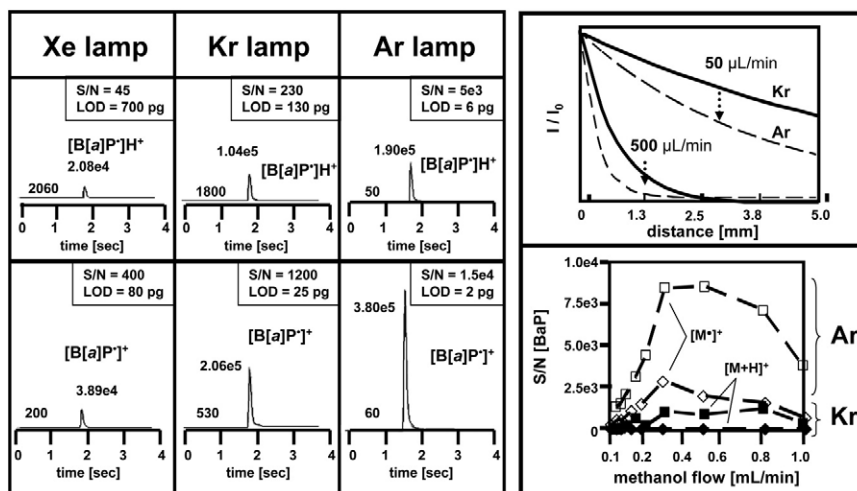 Xe lamp
Kr lamp
Ar lamp
S/N = 45
LOD = 700 pg
[B[a]P•]H+
2.08e4
2060
0 1 2 3 4
time [sec]
S/N = 230
LOD = 130 pg
1.04e5
[B[a]P•]H+
1800
0 1 2 3 4
time [sec]
S/N = 5e3
LOD = 6 pg
1.90e5
[B[a]P•]H+
50
0 1 2 3 4
time [sec]
S/N = 400
LOD = 80 pg
[B[a]P•]+
3.89e4
200
0 1 2 3 4
time [sec]
S/N = 1200
LOD = 25 pg
[B[a]P•]+
2.06e5
530
0 1 2 3 4
time [sec]
S/N = 1.5e4
LOD = 2 pg
3.80e5
[B[a]P•]+
60
0 1 2 3 4
time [sec]
I / I0
50 µL/min
Kr
Ar
500
µL/min
0 1.3 2.5 3.8 5.0
distance [mm]
S/N [BaP]
1.0e4
7.5e3
5.0e3
2.5e3
0
[M•]+
[M+H]+
Ar
Kr
0.1 0.2 0.4 0.6 0.8 1.0
methanol flow [mL/min]